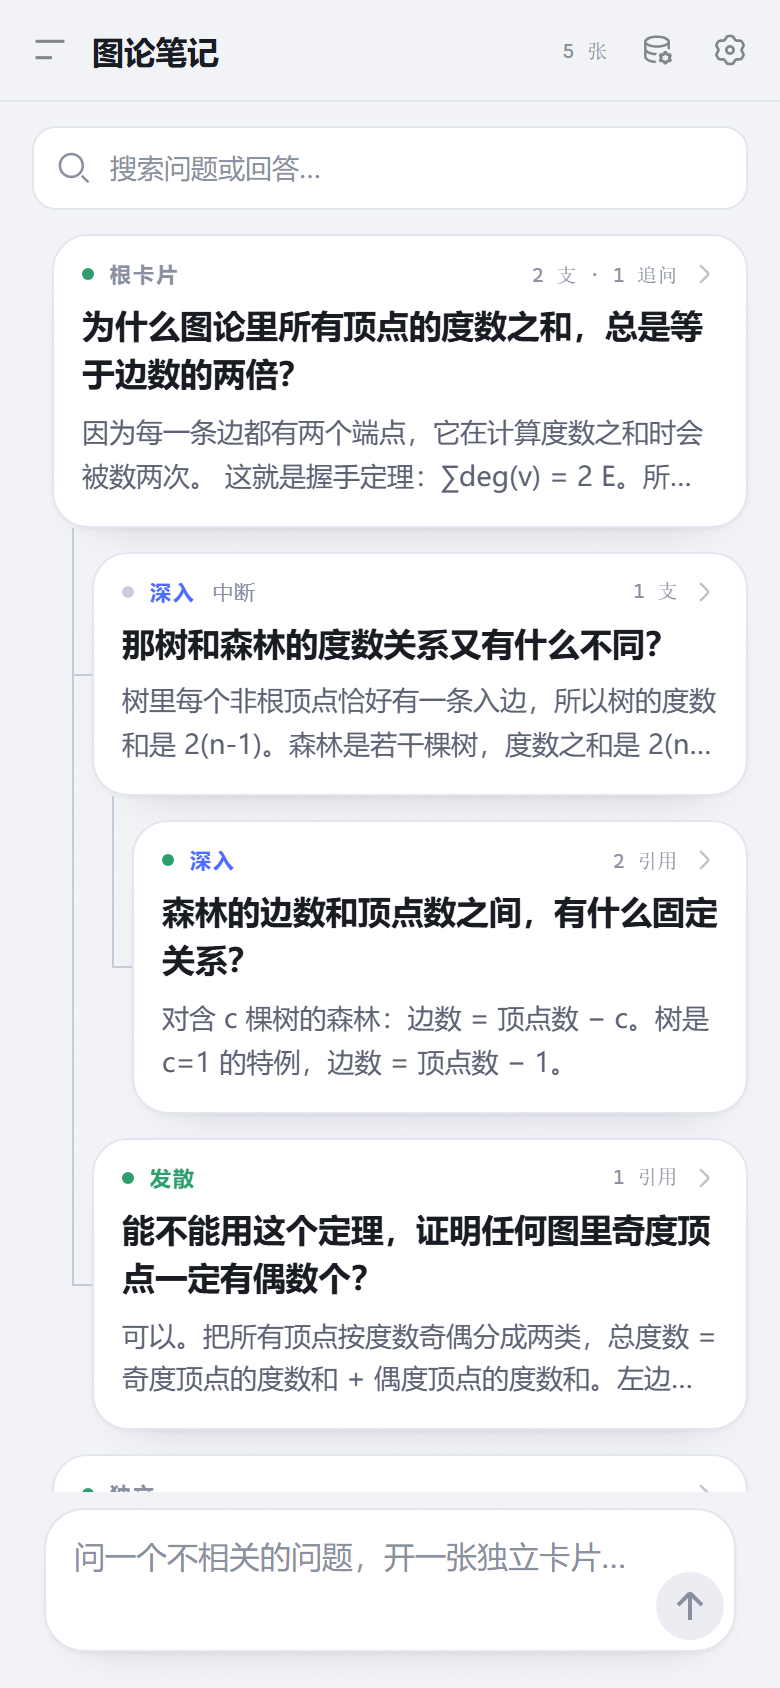 图论笔记
5 张
搜索问题或回答...
根卡片
2 支 · 1 追问
为什么图论里所有顶点的度数之和，总是等
于边数的两倍？
因为每一条边都有两个端点，它在计算度数之和时会
被数两次。 这就是握手定理：∑deg(v) = 2 E。所...
深入 中断
1 支
那树和森林的度数关系又有什么不同？
树里每个非根顶点恰好有一条入边，所以树的度数
和是 2(n-1)。森林是若干棵树，度数之和是 2(n...
深入
2 引用
森林的边数和顶点数之间，有什么固定
关系？
对含 c 棵树的森林：边数 = 顶点数 − c。树是
c=1 的特例，边数 = 顶点数 − 1。
发散
1 引用
能不能用这个定理，证明任何图里奇度顶
点一定有偶数个？
可以。把所有顶点按度数奇偶分成两类，总度数 =
奇度顶点的度数和 + 偶度顶点的度数和。左边...
独立
问一个不相关的问题，开一张独立卡片...